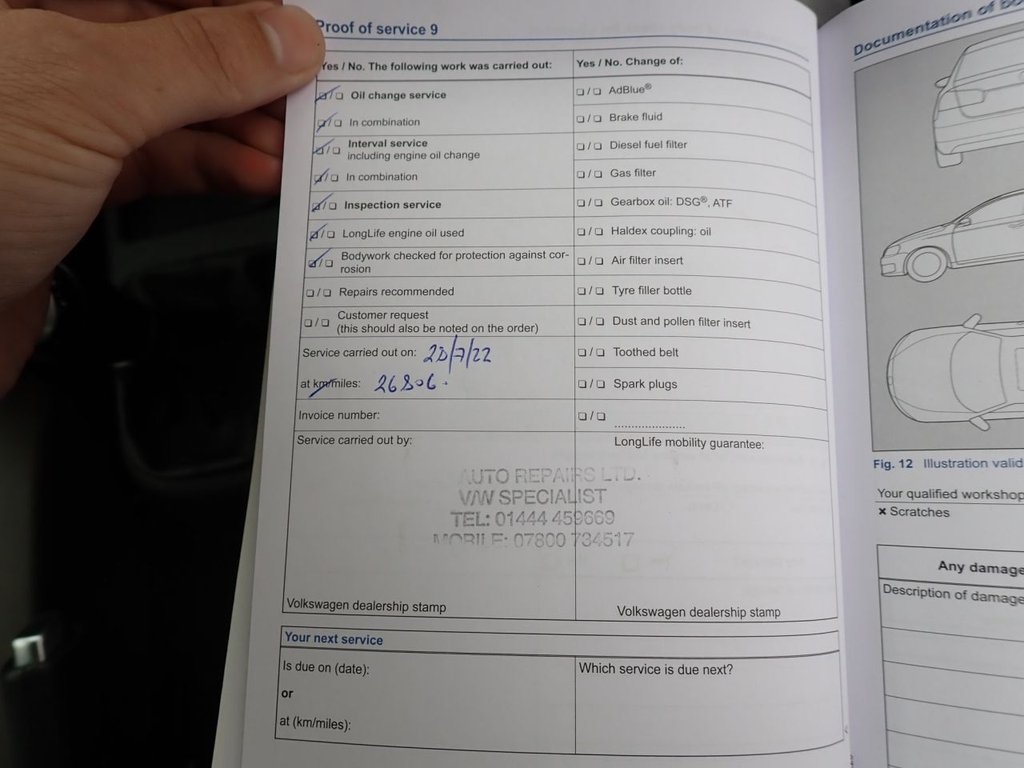 Proof of service 9
Yes / No. The following work was carried out:
Yes / No. Change of:
❏ / ❏ Oil change service
❏ / ❏ AdBlue®
❏ / ❏ In combination
❏ / ❏ Brake fluid
❏ / ❏ Interval service
including engine oil change
❏ / ❏ Diesel fuel filter
❏ / ❏ In combination
❏ / ❏ Gas filter
❏ / ❏ Inspection service
❏ / ❏ Gearbox oil: DSG®, ATF
❏ / ❏ LongLife engine oil used
❏ / ❏ Haldex coupling: oil
❏ / ❏ Bodywork checked for protection against cor-
rosion
❏ / ❏ Air filter insert
❏ / ❏ Repairs recommended
❏ / ❏ Tyre filler bottle
❏ / ❏ Customer request
(this should also be noted on the order)
❏ / ❏ Dust and pollen filter insert
Service carried out on: 28/7/22
❏ / ❏ Toothed belt
at km/miles: 26806.
❏ / ❏ Spark plugs
Invoice number:
❏ / ❏ ......................
Service carried out by:
LongLife mobility guarantee:
AUTO REPAIRS LTD.
V/W SPECIALIST
TEL: 01444 459669
MOBILE: 07800 734517
Volkswagen dealership stamp
Volkswagen dealership stamp
Your next service
Is due on (date):
Which service is due next?
or
at (km/miles):
Documentation of
Fig. 12 Illustration valid
Your qualified workshop
× Scratches
Any damage
Description of damage